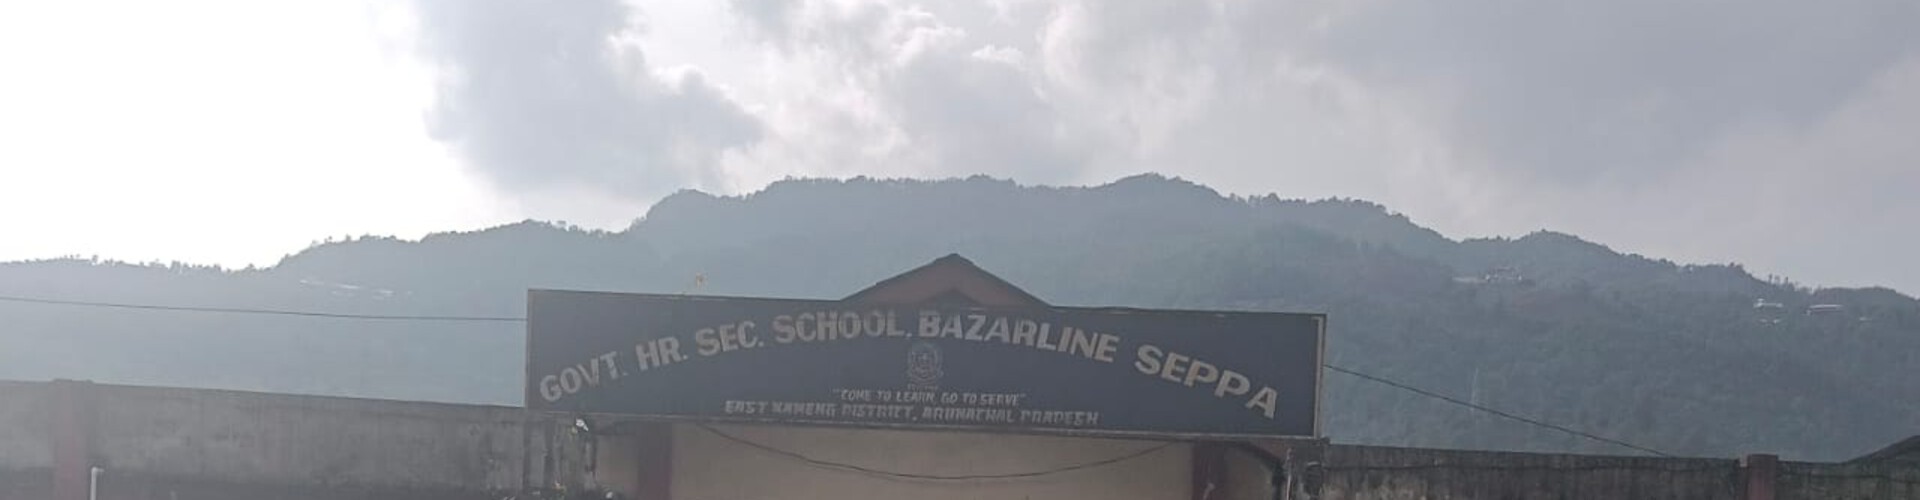 GOVT. HR. SEC. SCHOOL, BAZARLINE SEPPA
"COME TO LEARN, GO TO SERVE"
EAST KAMENG DISTRICT, ARUNACHAL PRADESH